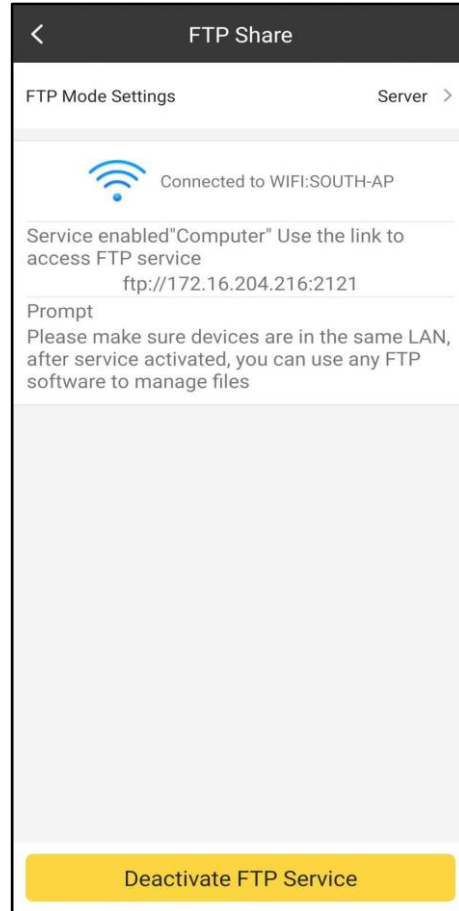 FTP Share
FTP Mode Settings Server >
Connected to WIFI:SOUTH-AP
Service enabled"Computer" Use the link to
access FTP service
ftp://172.16.204.216:2121
Prompt
Please make sure devices are in the same LAN,
after service activated, you can use any FTP
software to manage files
Deactivate FTP Service